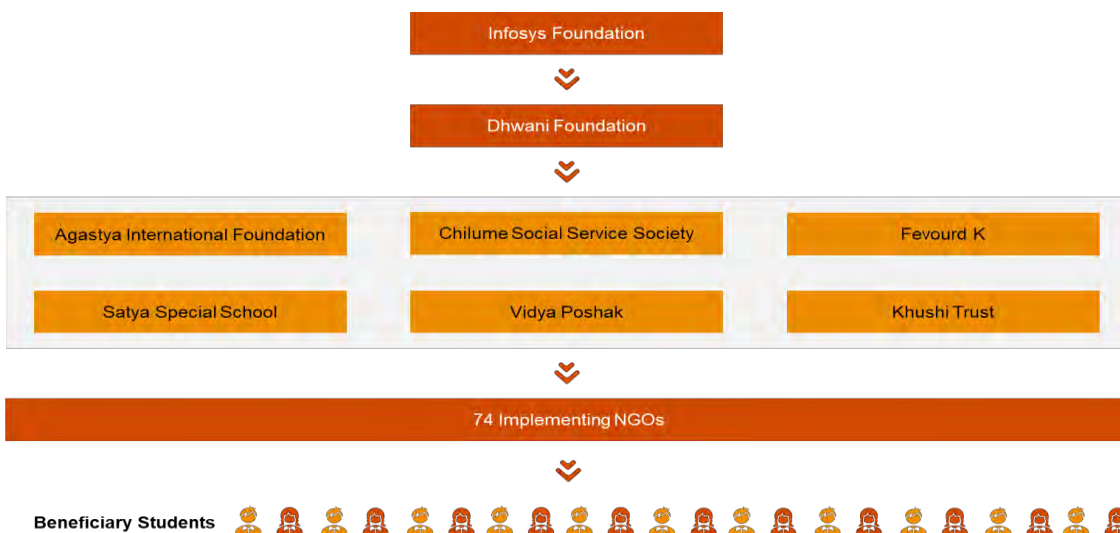 Infosys Foundation
Dhwani Foundation
Agastya International Foundation
Chilume Social Service Society
Fevourd K
Satya Special School
Vidya Poshak
Khushi Trust
74 Implementing NGOs
Beneficiary Students